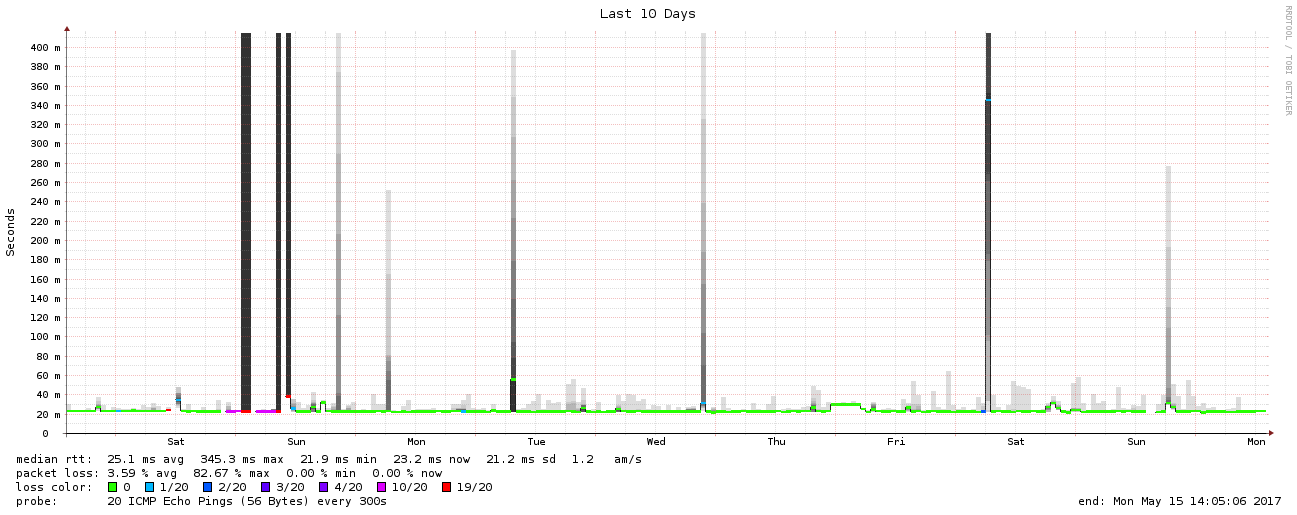 Last 10 Days
RRDTOOL / TOBI OETIKER
Seconds
400 m
380 m
360 m
340 m
320 m
300 m
280 m
260 m
240 m
220 m
200 m
180 m
160 m
140 m
120 m
100 m
80 m
60 m
40 m
20 m
0
Sat Sun Mon Tue Wed Thu Fri Sat Sun Mon
median rtt: 25.1 ms avg 345.3 ms max 21.9 ms min 23.2 ms now 21.2 ms sd 1.2 am/s
packet loss: 3.59 % avg 82.67 % max 0.00 % min 0.00 % now
loss color: 0 1/20 2/20 3/20 4/20 10/20 19/20
probe: 20 ICMP Echo Pings (56 Bytes) every 300s end: Mon May 15 14:05:06 2017